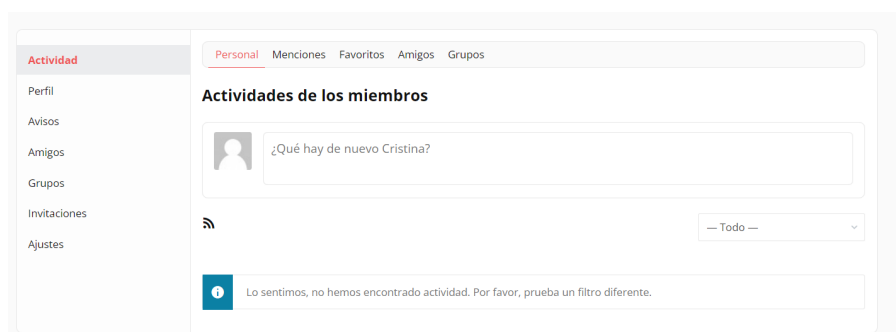 Actividad
Perfil
Avisos
Amigos
Grupos
Invitaciones
Ajustes
Personal Menciones Favoritos Amigos Grupos
Actividades de los miembros
¿Qué hay de nuevo Cristina?
— Todo —
Lo sentimos, no hemos encontrado actividad. Por favor, prueba un filtro diferente.